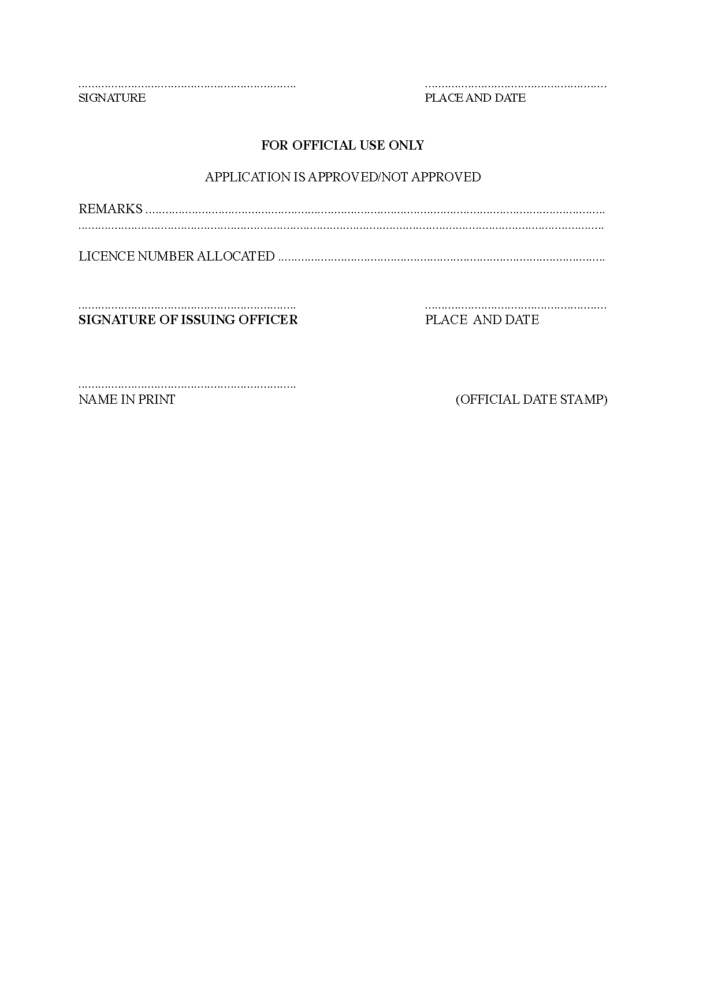 ................................................................. ......................................................
SIGNATURE PLACE AND DATE
FOR OFFICIAL USE ONLY
APPLICATION IS APPROVED/NOT APPROVED
REMARKS ..........................................................................................................................................
..............................................................................................................................................................
LICENCE NUMBER ALLOCATED ..................................................................................................
................................................................. ......................................................
SIGNATURE OF ISSUING OFFICER PLACE AND DATE
.................................................................
NAME IN PRINT (OFFICIAL DATE STAMP)